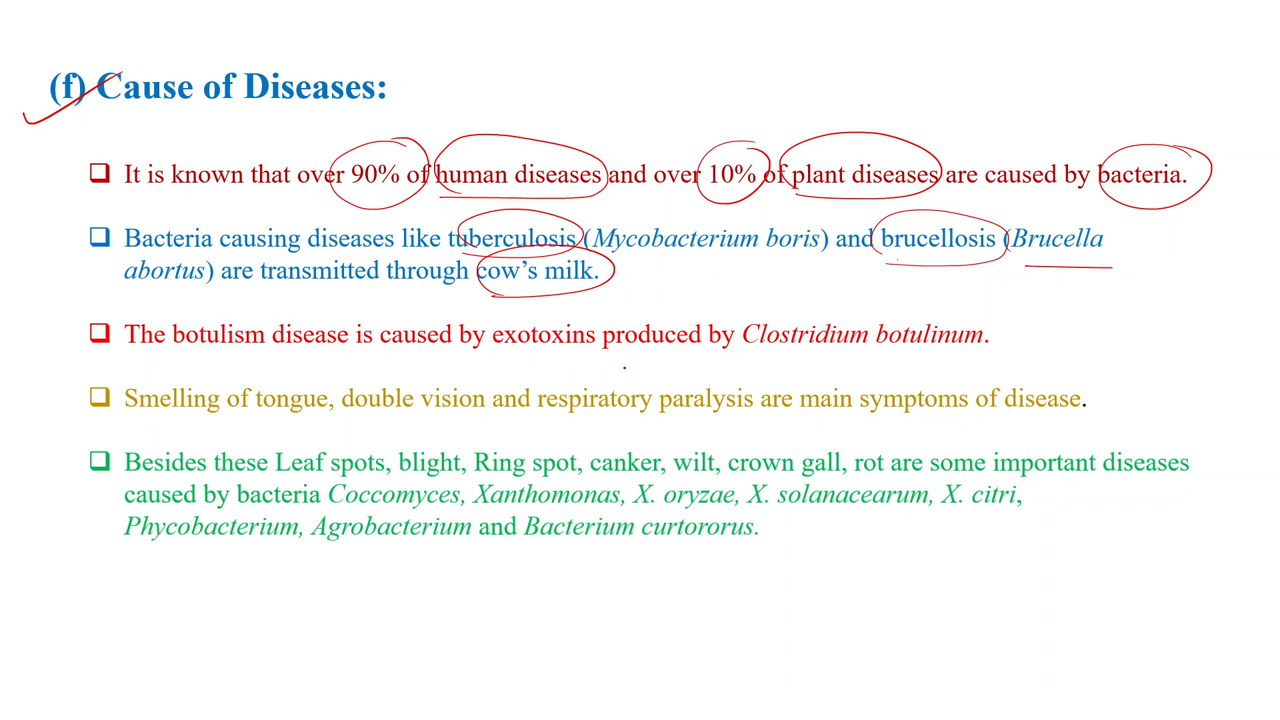 (f) Cause of Diseases:
❑ It is known that over 90% of human diseases and over 10% of plant diseases are caused by bacteria.
❑ Bacteria causing diseases like tuberculosis (Mycobacterium boris) and brucellosis (Brucella
abortus) are transmitted through cow’s milk.
❑ The botulism disease is caused by exotoxins produced by Clostridium botulinum.
❑ Smelling of tongue, double vision and respiratory paralysis are main symptoms of disease.
❑ Besides these Leaf spots, blight, Ring spot, canker, wilt, crown gall, rot are some important diseases
caused by bacteria Coccomyces, Xanthomonas, X. oryzae, X. solanacearum, X. citri,
Phycobacterium, Agrobacterium and Bacterium curtororus.